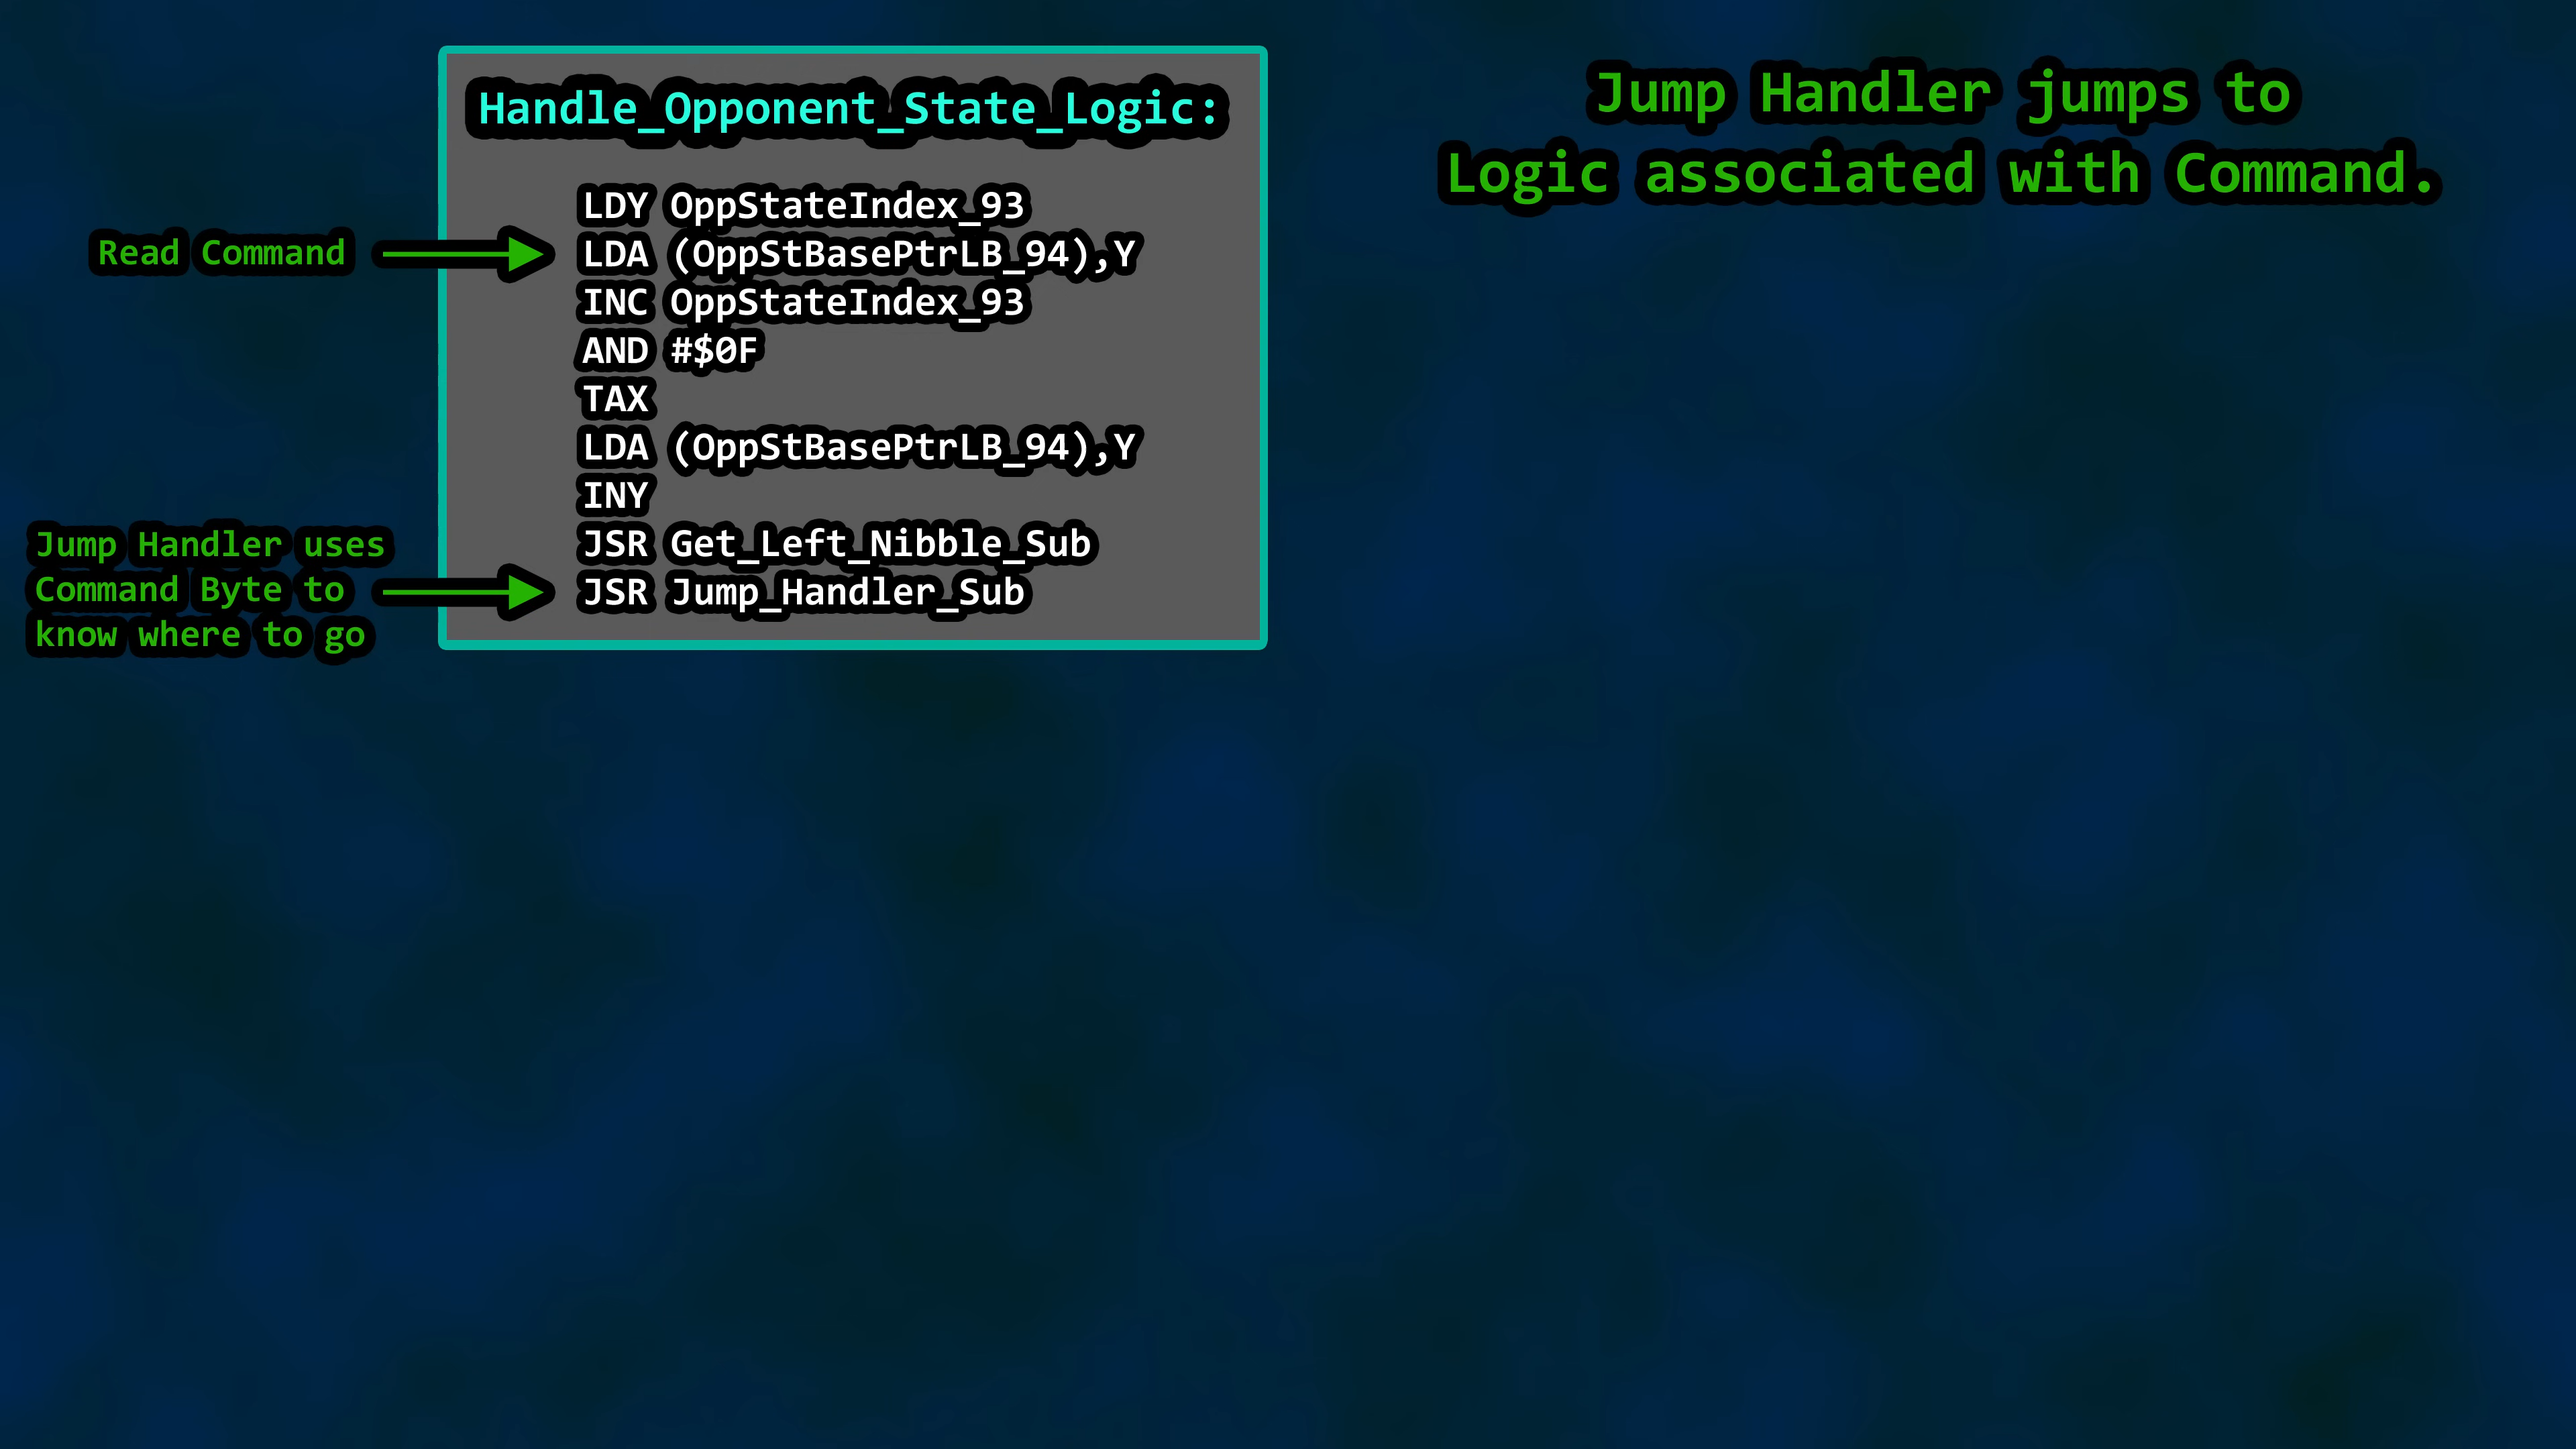 Handle_Opponent_State_Logic:
LDY OppStateIndex_93
LDA (OppStBasePtrLB_94),Y
INC OppStateIndex_93
AND #$0F
TAX
LDA (OppStBasePtrLB_94),Y
INY
JSR Get_Left_Nibble_Sub
JSR Jump_Handler_Sub
Read Command
Jump Handler uses
Command Byte to
know where to go
Jump Handler jumps to
Logic associated with Command.